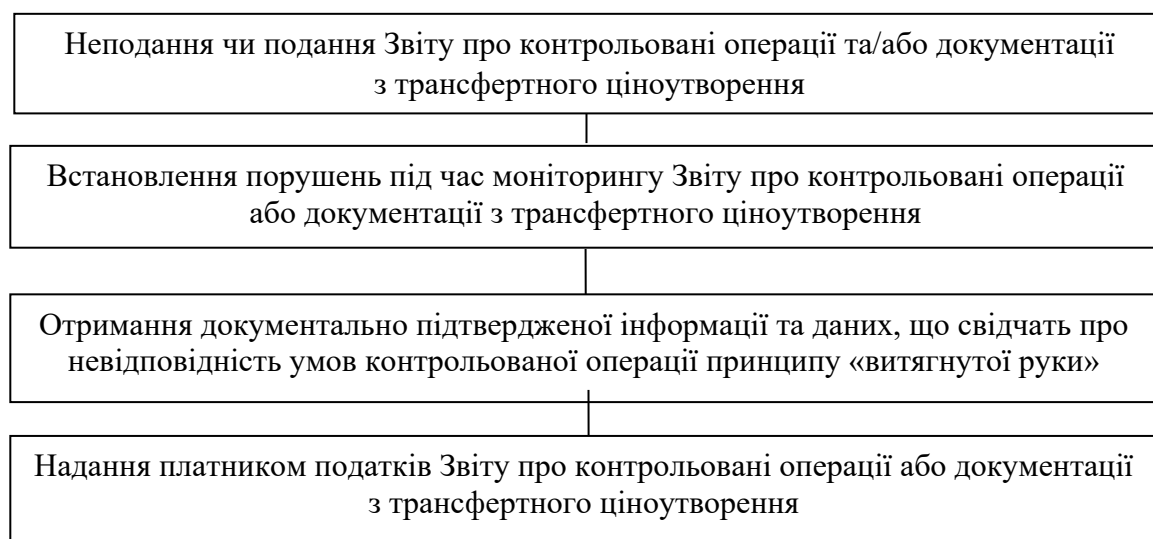 Неподання чи подання Звіту про контрольовані операції та/або документації
з трансфертного ціноутворення
Встановлення порушень під час моніторингу Звіту про контрольовані операції
або документації з трансфертного ціноутворення
Отримання документально підтвердженої інформації та даних, що свідчать про
невідповідність умов контрольованої операції принципу «витягнутої руки»
Надання платником податків Звіту про контрольовані операції або документації
з трансфертного ціноутворення